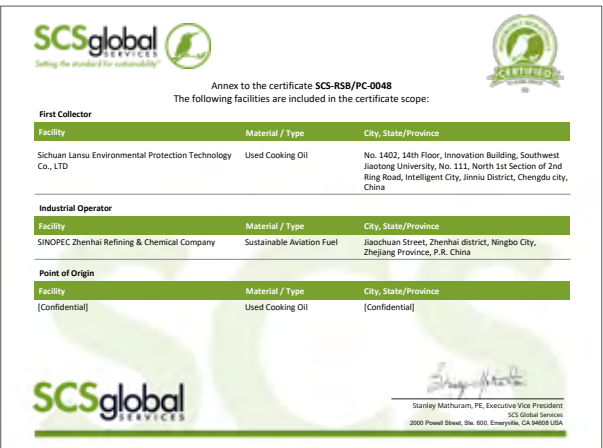 SCSglobal
SERVICES
Setting the standard for sustainability™
CERTIFIED
Annex to the certificate SCS-RSB/PC-0048
The following facilities are included in the certificate scope:
First Collector
Facility Material / Type City, State/Province
Sichuan Lansu Environmental Protection Technology Co., LTD Used Cooking Oil No. 1402, 14th Floor, Innovation Building, Southwest
Jiaotong University, No. 111, North 1st Section of 2nd
Ring Road, Intelligent City, Jinniu District, Chengdu city,
China
Industrial Operator
Facility Material / Type City, State/Province
SINOPEC Zhenhai Refining & Chemical Company Sustainable Aviation Fuel Jiaochuan Street, Zhenhai district, Ningbo City,
Zhejiang Province, P.R. China
Point of Origin
Facility Material / Type City, State/Province
[Confidential] Used Cooking Oil [Confidential]
SCS
SCSglobal
SERVICES
Stanley Mathuram, PE, Executive Vice President
SCS Global Services
2000 Powell Street, Ste. 600, Emeryville, CA 94608 USA